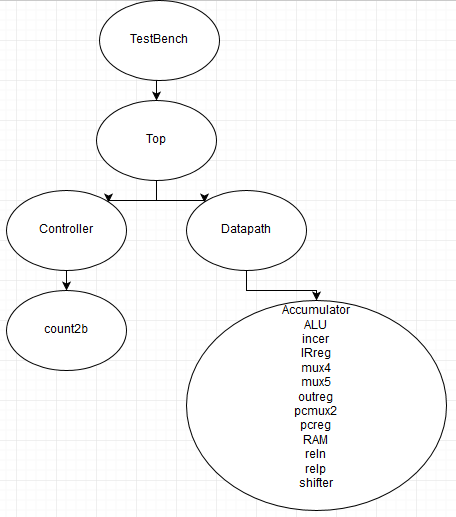 TestBench
Top
Controller
Datapath
count2b
Accumulator
ALU
incer
IRreg
mux4
mux5
outreg
pcmux2
pcreg
RAM
reln
relp
shifter